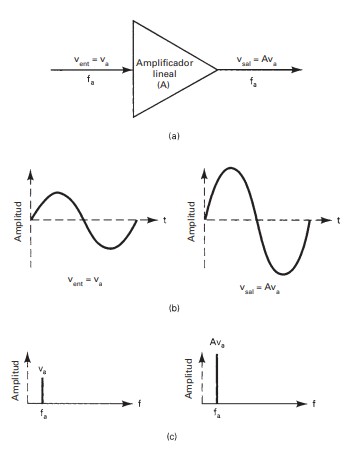 v_ent = v_a
f_a
Amplificador
lineal
(A)
v_sal = Av_a
f_a
(a)
Amplitud
t
v_ent = v_a
Amplitud
t
v_sal = Av_a
(b)
Amplitud
v_a
f_a
f
Amplitud
Av_a
f_a
f
(c)